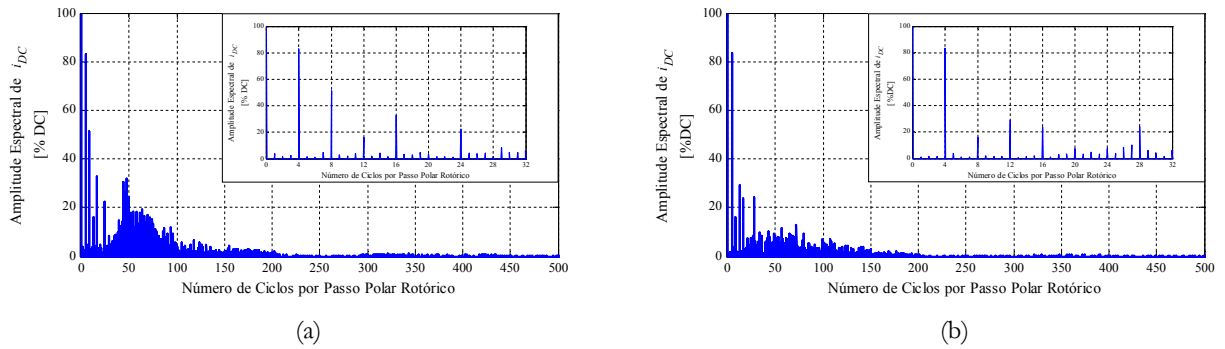 Amplitude Espectral de i_DC
[% DC]
100
80
60
40
20
0
0 50 100 150 200 250 300 350 400 450 500
Número de Ciclos por Passo Polar Rotórico
Amplitude Espectral de i_DC
[% DC]
100
80
60
40
20
0
0 4 8 12 16 20 24 28 32
Número de Ciclos por Passo Polar Rotórico
(a)
Amplitude Espectral de i_DC
[%DC]
100
80
60
40
20
0
0 50 100 150 200 250 300 350 400 450 500
Número de Ciclos por Passo Polar Rotórico
Amplitude Espectral de i_DC
[%DC]
100
80
60
40
20
0
0 4 8 12 16 20 24 28 32
Número de Ciclos por Passo Polar Rotórico
(b)